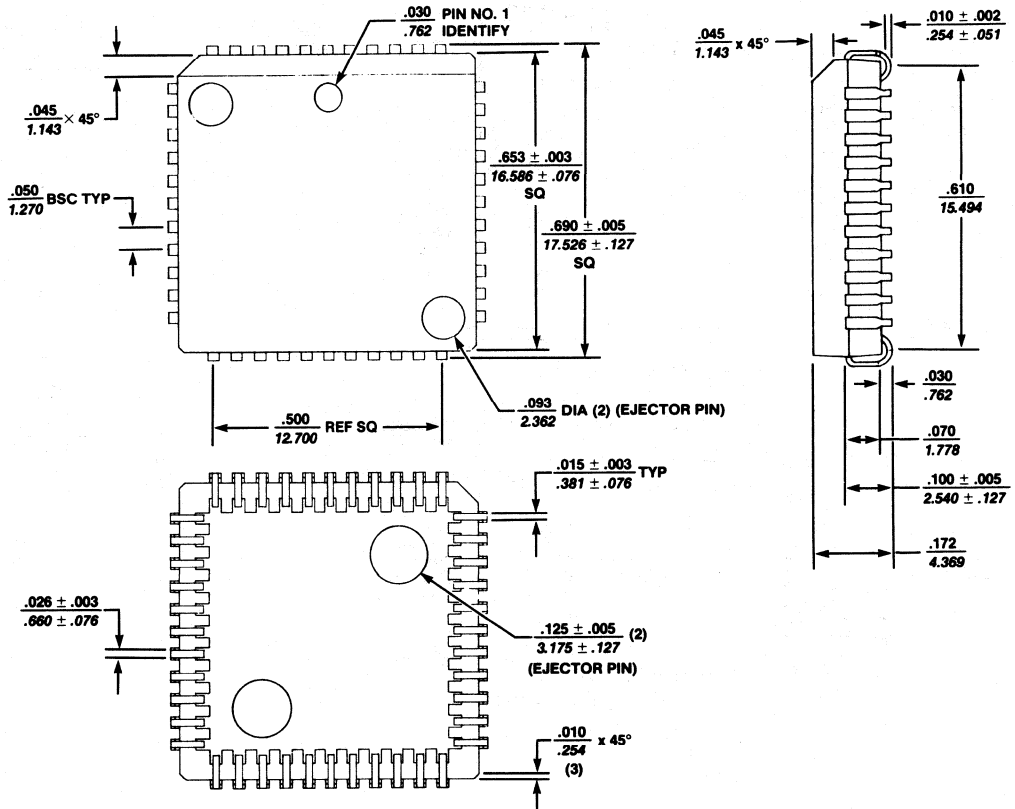 .030 PIN NO. 1
.762 IDENTIFY
.045
1.143 × 45°
.050
1.270 BSC TYP
.653 ± .003
16.586 ± .076
SQ
.690 ± .005
17.526 ± .127
SQ
.093
2.362 DIA (2) (EJECTOR PIN)
.500
12.700 REF SQ
.045
1.143 x 45°
.010 ± .002
.254 ± .051
.610
15.494
.030
.762
.070
1.778
.100 ± .005
2.540 ± .127
.172
4.369
.015 ± .003
.381 ± .076 TYP
.026 ± .003
.660 ± .076
.125 ± .005
3.175 ± .127 (2)
(EJECTOR PIN)
.010
.254 x 45°
(3)